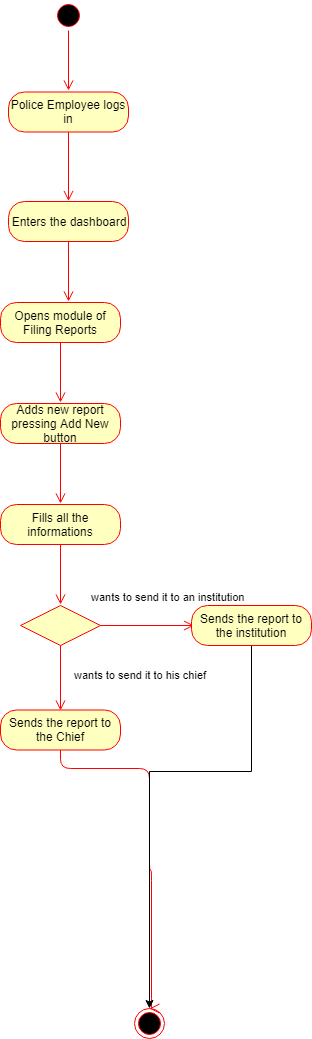 Police Employee logs
in
Enters the dashboard
Opens module of
Filing Reports
Adds new report
pressing Add New
button
Fills all the
informations
wants to send it to an institution
Sends the report to
the institution
wants to send it to his chief
Sends the report to
the Chief